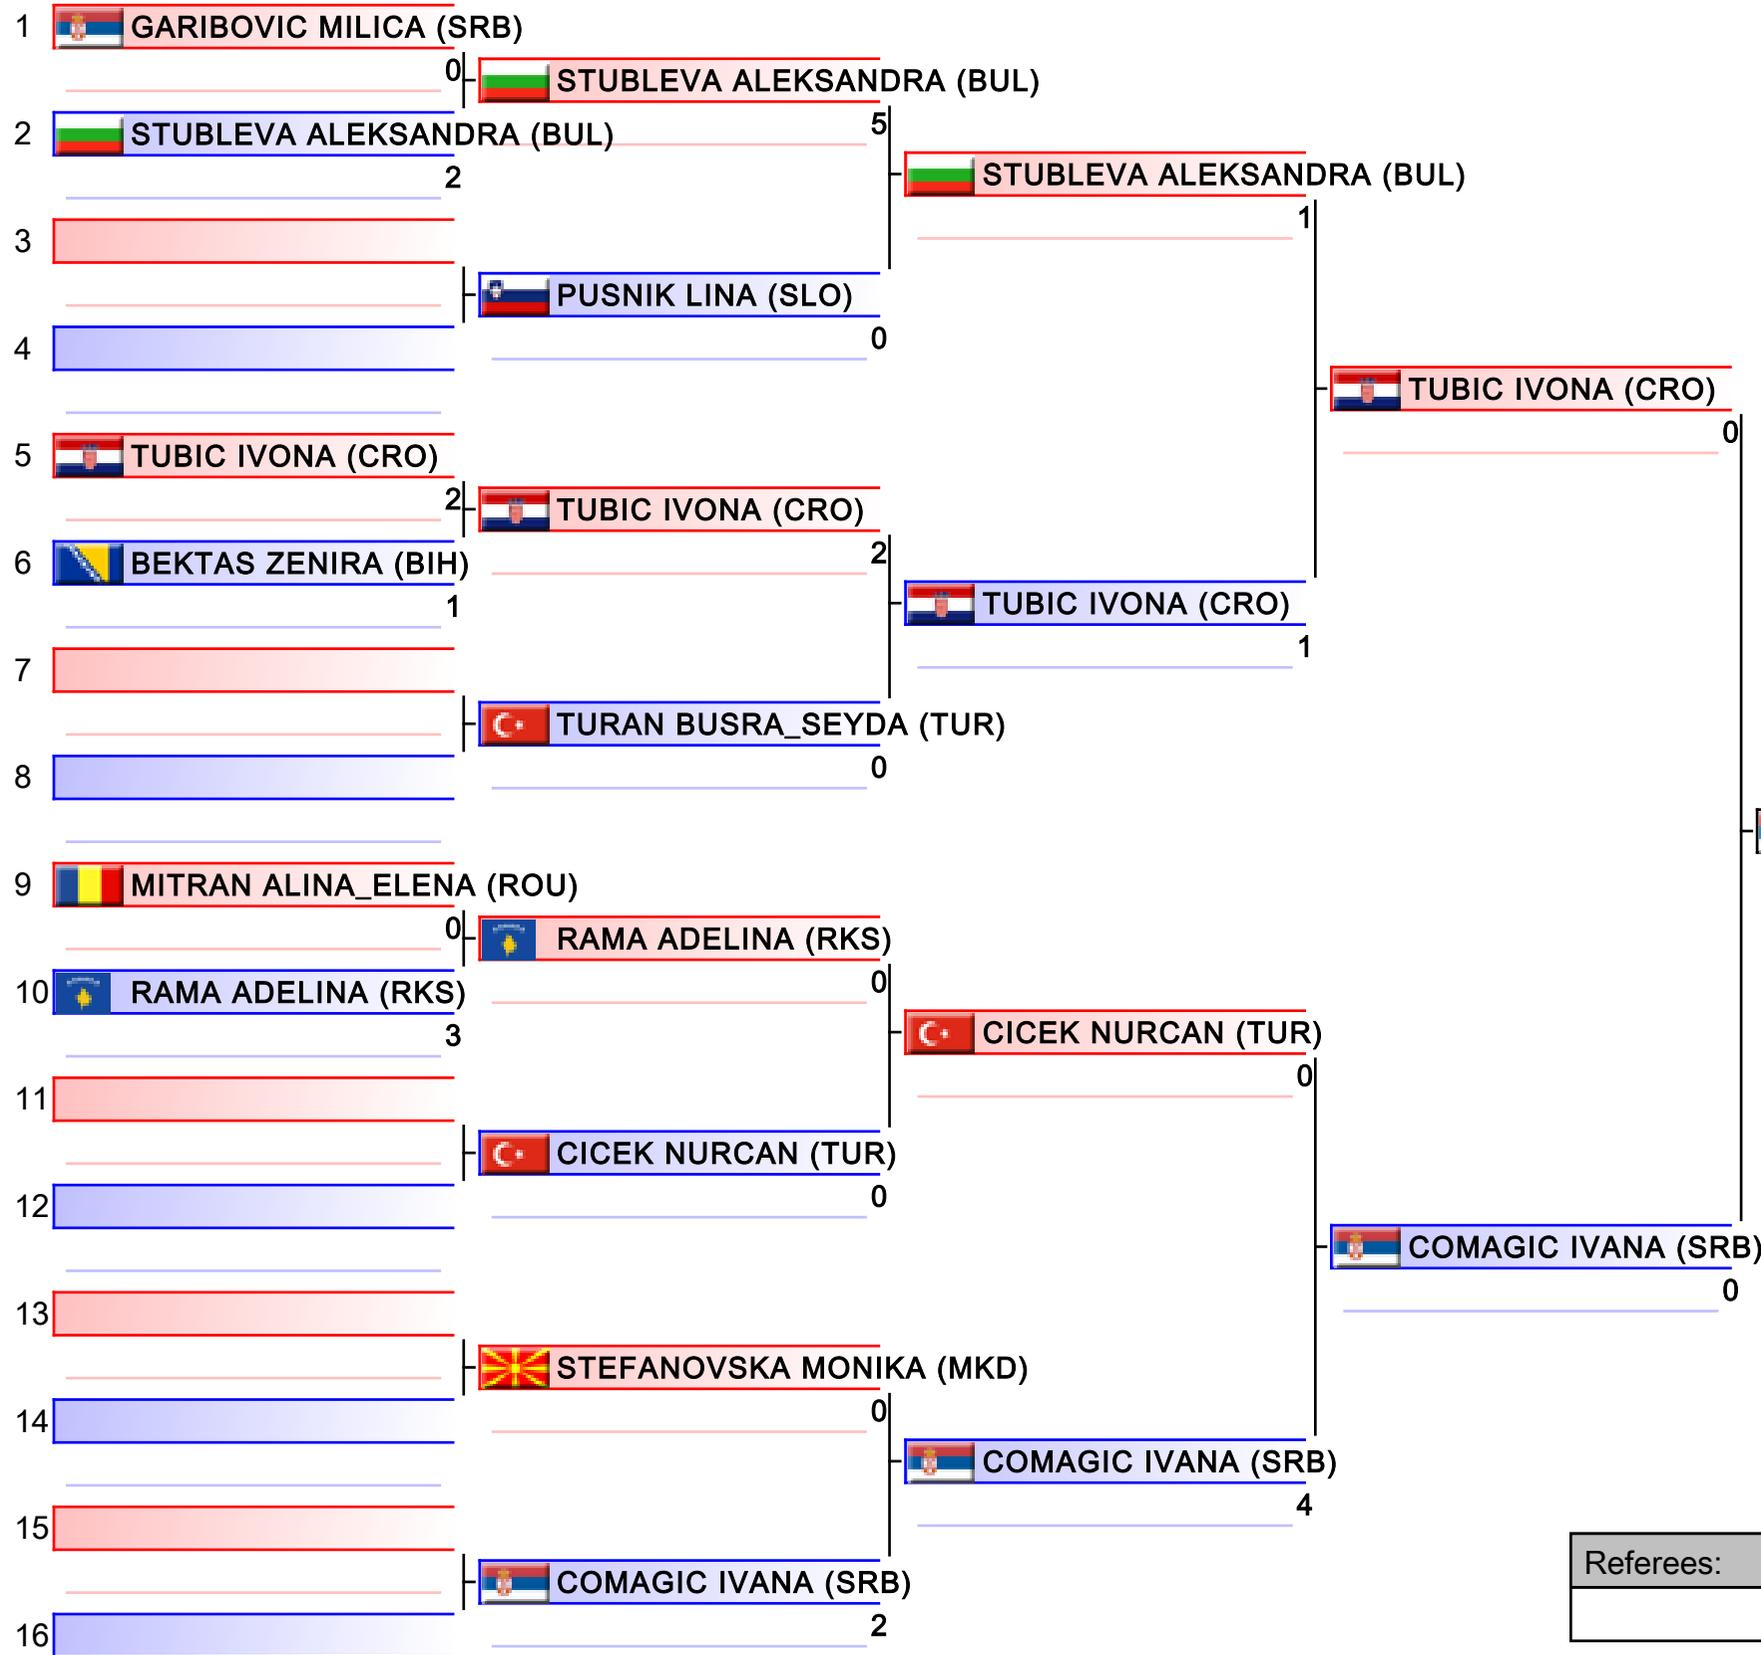 1 GARIBOVIC MILICA (SRB)
0
STUBLEVA ALEKSANDRA (BUL)
5
2 STUBLEVA ALEKSANDRA (BUL)
2
STUBLEVA ALEKSANDRA (BUL)
1
3
PUSNIK LINA (SLO)
0
4
TUBIC IVONA (CRO)
0
5 TUBIC IVONA (CRO)
2
TUBIC IVONA (CRO)
2
6 BEKTAS ZENIRA (BIH)
1
TUBIC IVONA (CRO)
1
7
TURAN BUSRA_SEYDA (TUR)
0
8
9 MITRAN ALINA_ELENA (ROU)
0
RAMA ADELINA (RKS)
0
10 RAMA ADELINA (RKS)
3
CICEK NURCAN (TUR)
0
11
CICEK NURCAN (TUR)
0
12
COMAGIC IVANA (SRB)
0
13
STEFANOVSKA MONIKA (MKD)
0
14
COMAGIC IVANA (SRB)
4
15
COMAGIC IVANA (SRB)
2
16
Referees: